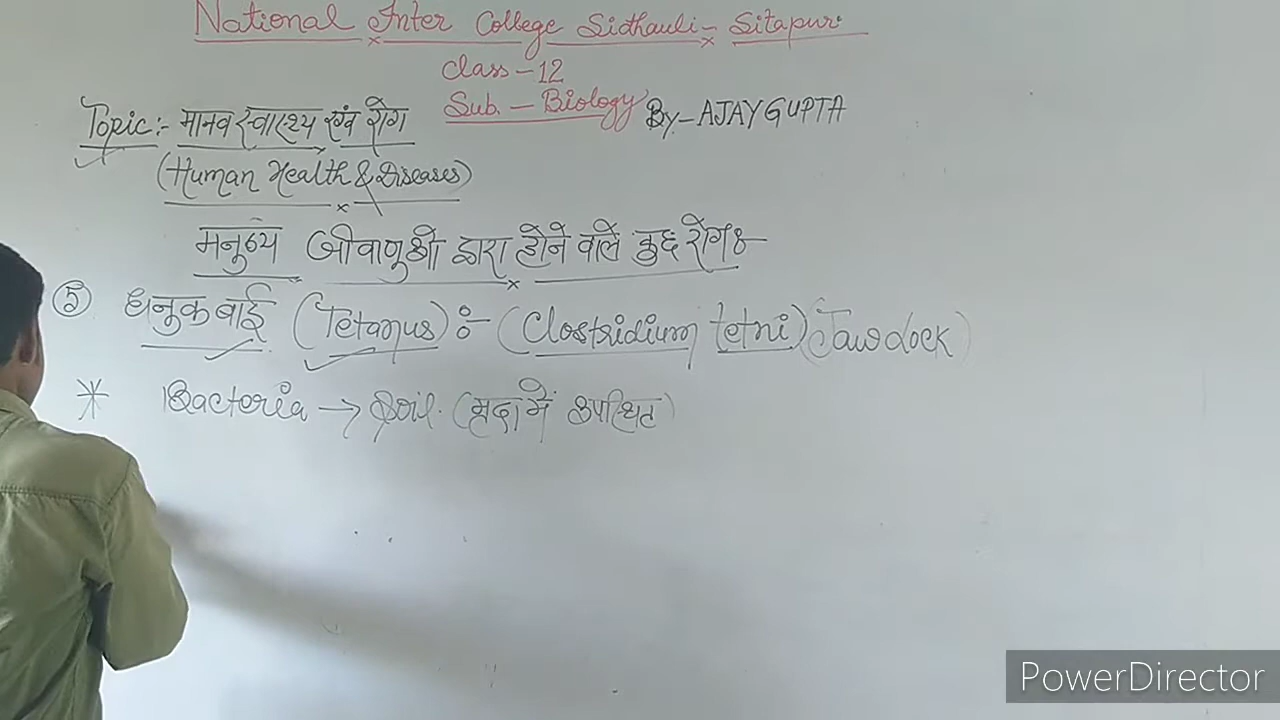 National Inter College Sidhauli - Sitapur
Class - 12
Sub. - Biology By:- AJAY GUPTA
Topic:- मानव स्वास्थ्य एवं रोग
(Human Health & Diseases)
मनुष्य जीवाणुओ द्वारा होने वाले कुछ रोग:-
⑤ धनुकबाई (Tetanus):- (Clostridium tetni) (Jaw Lock)
* Bacteria → Soil. (मृदा में उपस्थित)
PowerDirector